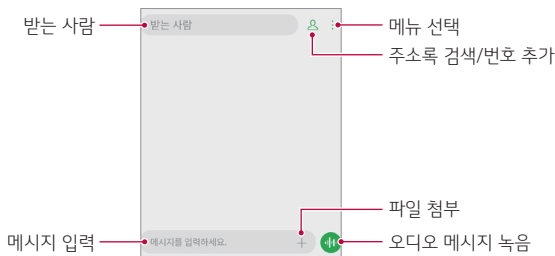 받는 사람
받는 사람
메뉴 선택
주소록 검색/번호 추가
파일 첨부
메시지 입력
메시지를 입력하세요.
오디오 메시지 녹음